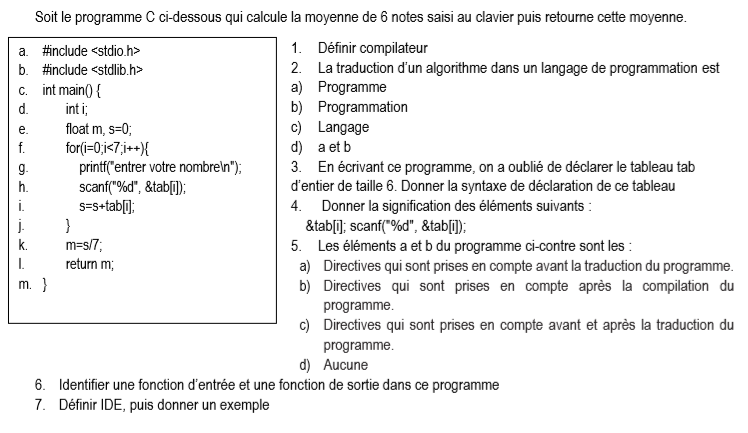 Soit le programme C ci-dessous qui calcule la moyenne de 6 notes saisi au clavier puis retourne cette moyenne.
a. #include <stdio.h>
b. #include <stdlib.h>
c. int main() {
d. int i;
e. float m, s=0;
f. for(i=0;i<7;i++){
g. printf("entrer votre nombre\n");
h. scanf("%d", &tab[i]);
i. s=s+tab[i];
j. }
k. m=s/7;
l. return m;
m. }
1. Définir compilateur
2. La traduction d'un algorithme dans un langage de programmation est
a) Programme
b) Programmation
c) Langage
d) a et b
3. En écrivant ce programme, on a oublié de déclarer le tableau tab
d'entier de taille 6. Donner la syntaxe de déclaration de ce tableau
4. Donner la signification des éléments suivants :
&tab[i]; scanf("%d", &tab[i]);
5. Les éléments a et b du programme ci-contre sont les :
a) Directives qui sont prises en compte avant la traduction du programme.
b) Directives qui sont prises en compte après la compilation du
programme.
c) Directives qui sont prises en compte avant et après la traduction du
programme.
d) Aucune
6. Identifier une fonction d'entrée et une fonction de sortie dans ce programme
7. Définir IDE, puis donner un exemple